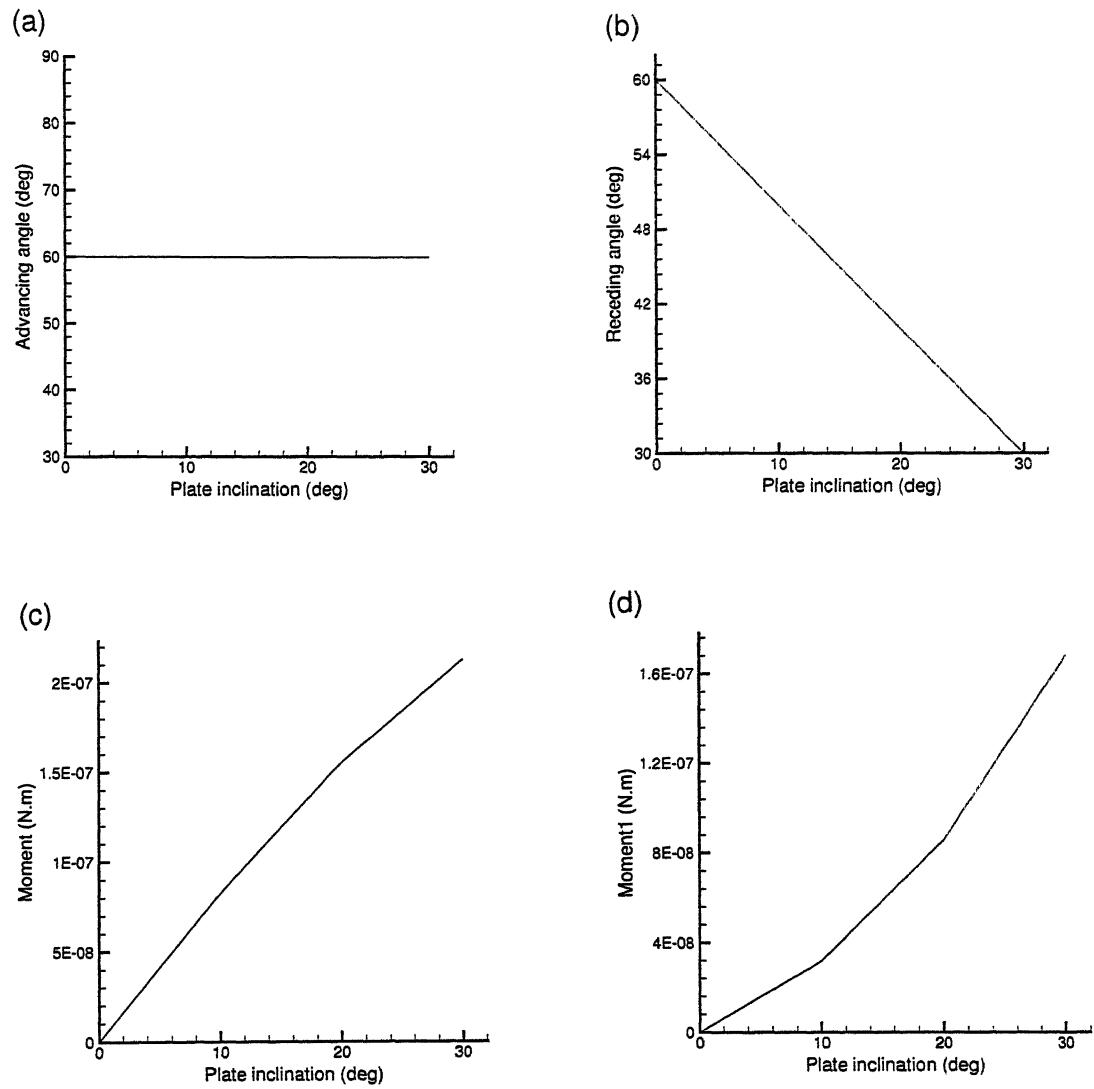 (a)
90
80
70
60
50
40
30
Advancing angle (deg)
0 10 20 30
Plate inclination (deg)
(b)
60
54
48
42
36
30
Receding angle (deg)
0 10 20 30
Plate inclination (deg)
(c)
2E-07
1.5E-07
1E-07
5E-08
0
Moment (N.m)
0 10 20 30
Plate inclination (deg)
(d)
1.6E-07
1.2E-07
8E-08
4E-08
0
Moment1 (N.m)
0 10 20 30
Plate inclination (deg)